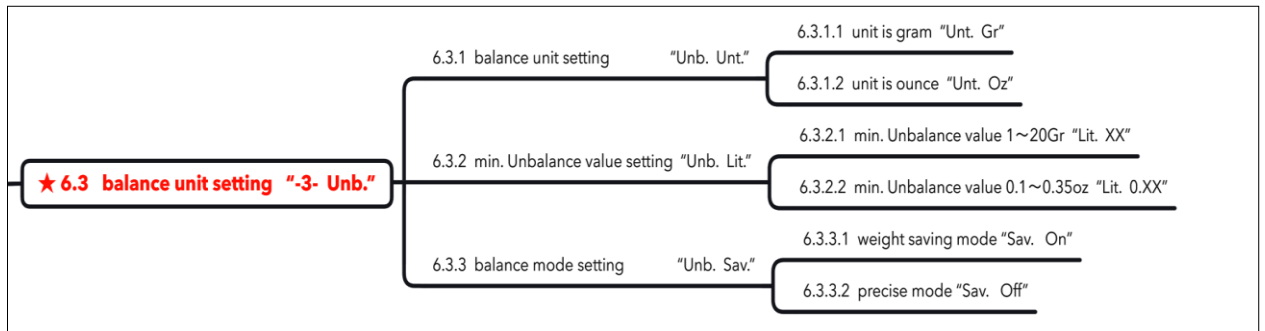 ★ 6.3 balance unit setting “-3- Unb.”
6.3.1 balance unit setting “Unb. Unt.”
6.3.1.1 unit is gram “Unt. Gr”
6.3.1.2 unit is ounce “Unt. Oz”
6.3.2 min. Unbalance value setting “Unb. Lit.”
6.3.2.1 min. Unbalance value 1～20Gr “Lit. XX”
6.3.2.2 min. Unbalance value 0.1～0.35oz “Lit. 0.XX”
6.3.3 balance mode setting “Unb. Sav.”
6.3.3.1 weight saving mode “Sav. On”
6.3.3.2 precise mode “Sav. Off”